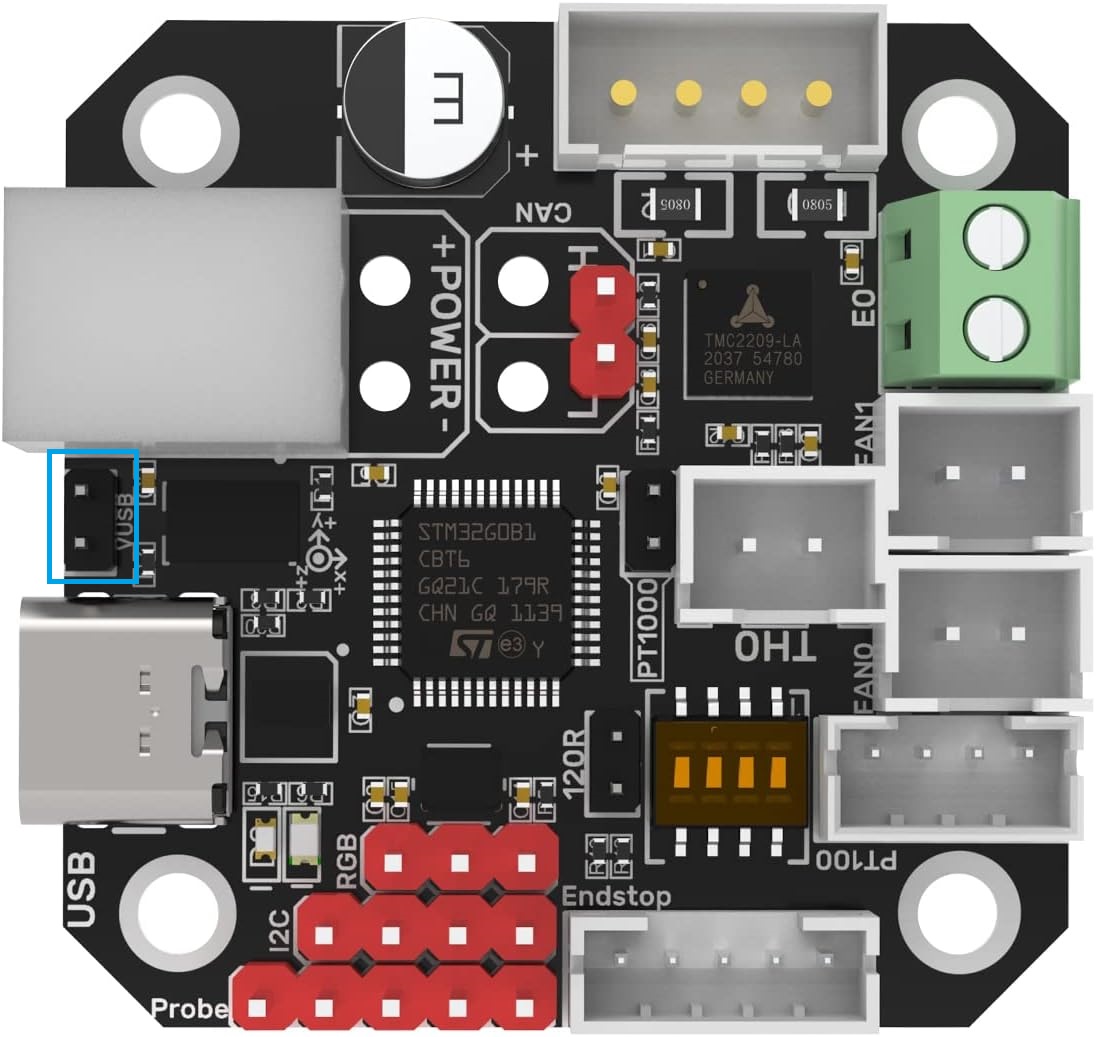 E
+
CAN
0805
0805
+POWER-
H
L
E0
TMC2209-LA
2037 54780
GERMANY
FAN1
VUSB
Y+
X+
Z+
STM32G0B1
CBT6
GQ21C 179R
CHN GQ 1139
ST e3 Y
PT1000
TH0
FAN0
120R
PT100
USB
RGB
I2C
Endstop
Probe